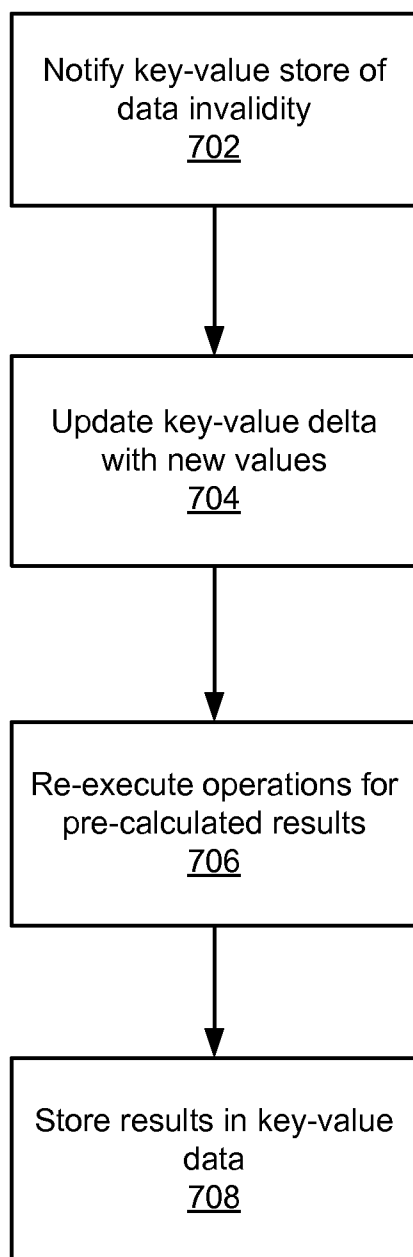 Notify key-value store of
data invalidity
702
Update key-value delta
with new values
704
Re-execute operations for
pre-calculated results
706
Store results in key-value
data
708